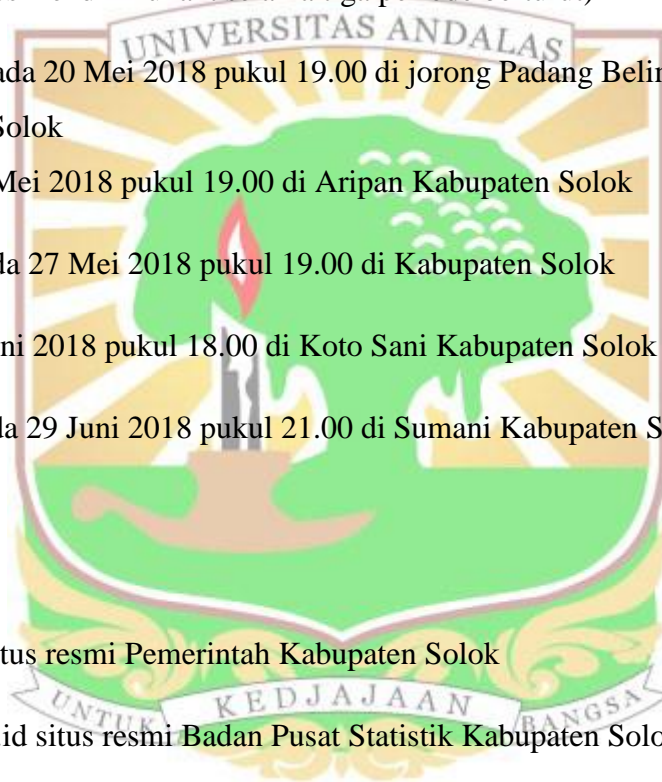 UNIVERSITAS ANDALAS
ada 20 Mei 2018 pukul 19.00 di jorong Padang Belin
Solok
Mei 2018 pukul 19.00 di Aripan Kabupaten Solok
da 27 Mei 2018 pukul 19.00 di Kabupaten Solok
ni 2018 pukul 18.00 di Koto Sani Kabupaten Solok
da 29 Juni 2018 pukul 21.00 di Sumani Kabupaten S
tus resmi Pemerintah Kabupaten Solok
UNTUK KEDJAJAAN BANGSA
id situs resmi Badan Pusat Statistik Kabupaten Solo